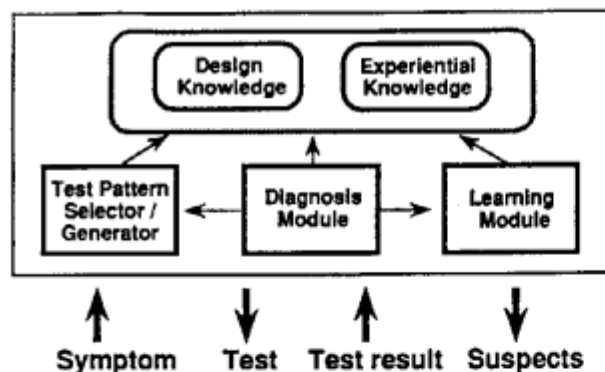 Design
Knowledge
Experiential
Knowledge
Test Pattern
Selector /
Generator
Diagnosis
Module
Learning
Module
Symptom Test Test result Suspects